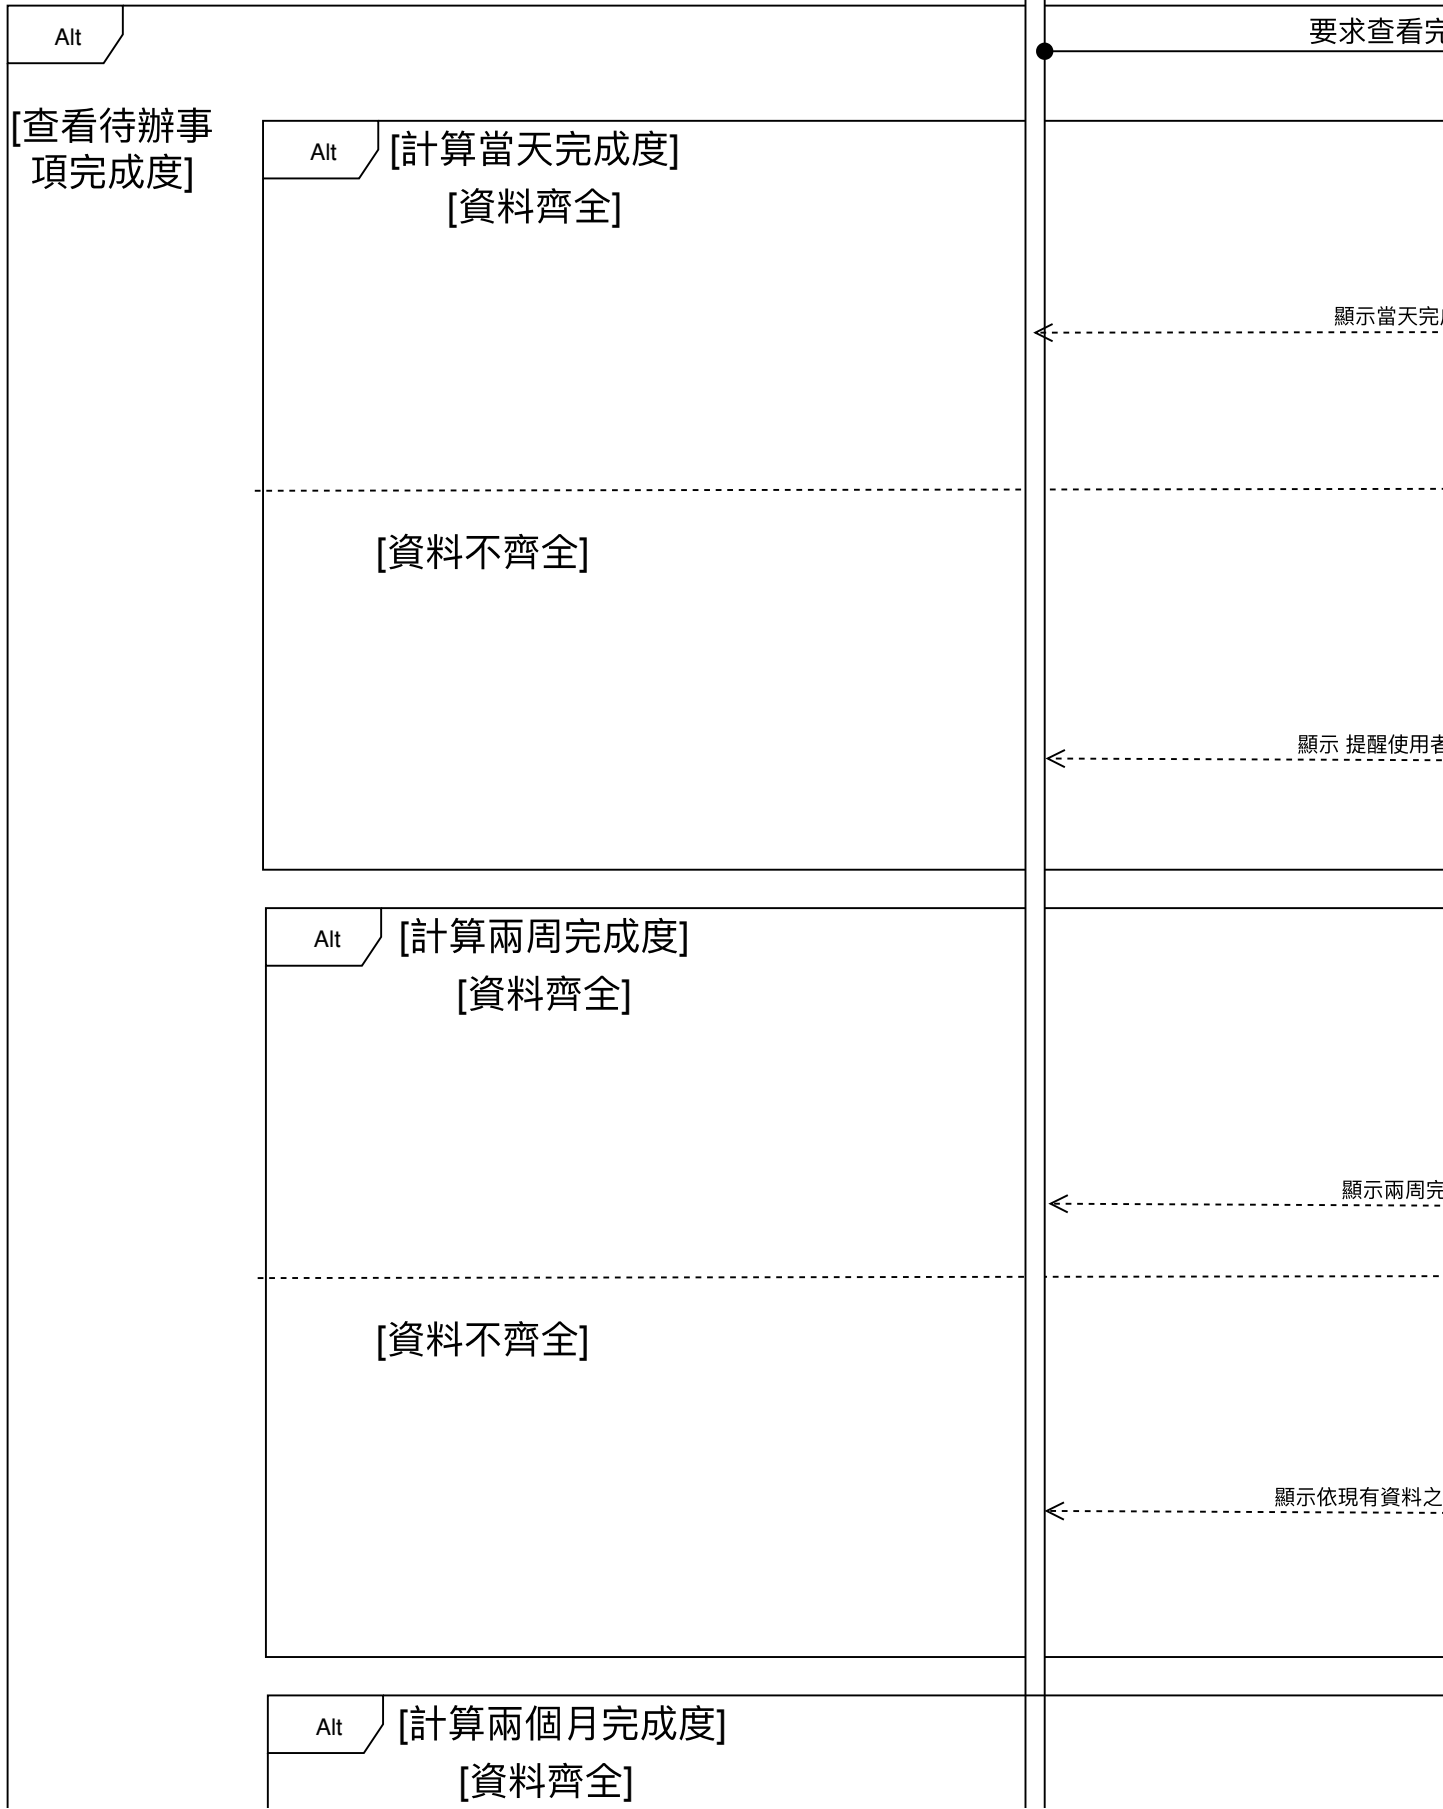 Alt
要求查看完
[查看待辦事
項完成度]
Alt
[計算當天完成度]
[資料齊全]
顯示當天完
[資料不齊全]
顯示 提醒使用者
Alt
[計算兩周完成度]
[資料齊全]
顯示兩周完
[資料不齊全]
顯示依現有資料之
Alt
[計算兩個月完成度]
[資料齊全]